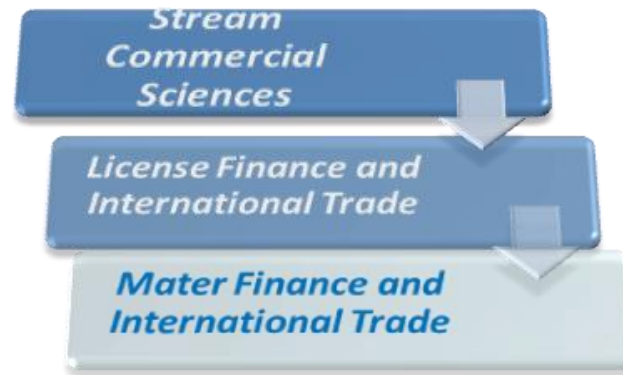 Stream
Commercial
Sciences
License Finance and
International Trade
Mater Finance and
International Trade